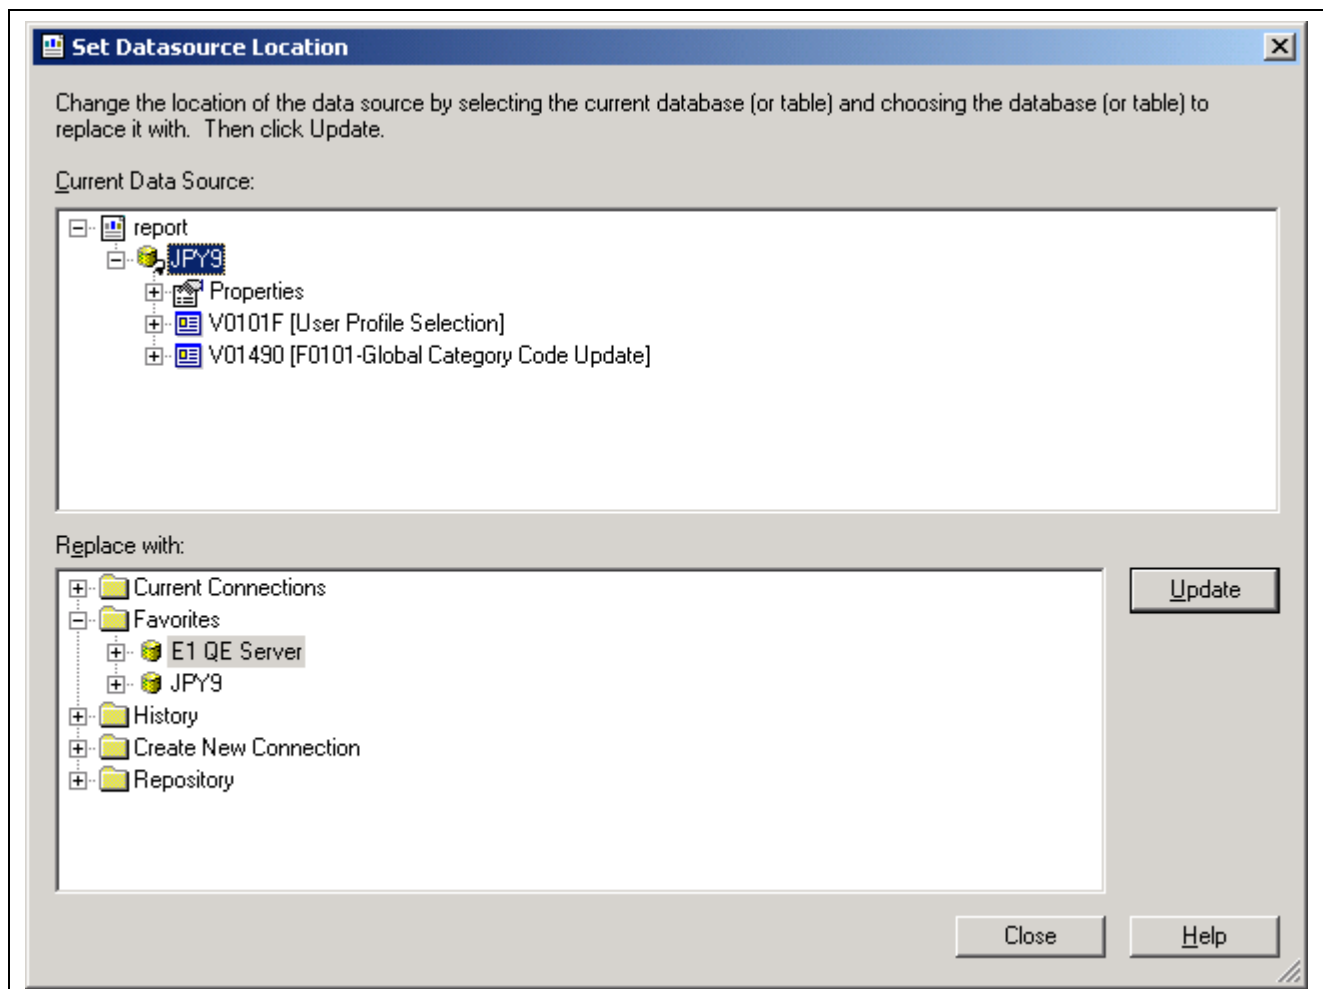 Set Datasource Location
Change the location of the data source by selecting the current database (or table) and choosing the database (or table) to
replace it with.  Then click Update.
Current Data Source:
report
JPY9
Properties
V0101F [User Profile Selection]
V01490 [F0101-Global Category Code Update]
Replace with:
Current Connections
Update
Favorites
E1 QE Server
JPY9
History
Create New Connection
Repository
Close
Help